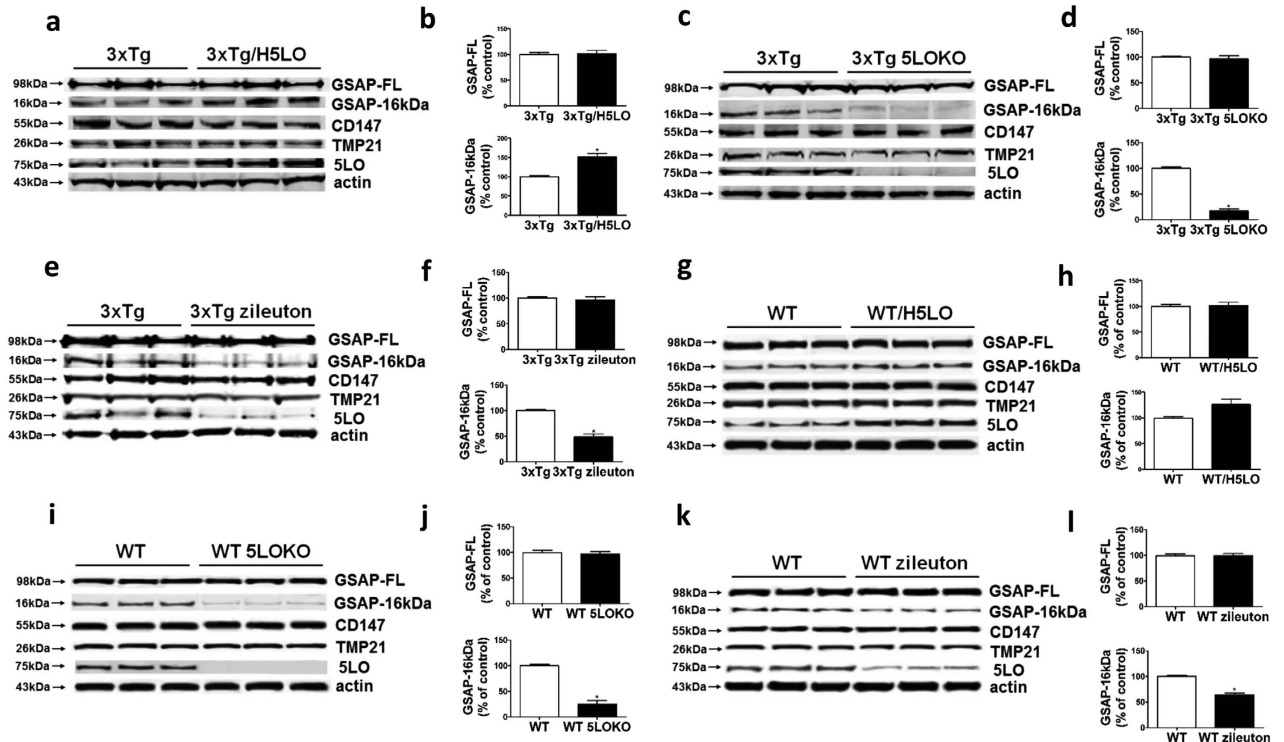 a
3xTg 3xTg/H5LO
98kDa→ GSAP-FL
16kDa→ GSAP-16kDa
55kDa→ CD147
26kDa→ TMP21
75kDa→ 5LO
43kDa→ actin
b
GSAP-FL
(% control)
150
100
50
0
3xTg 3xTg/H5LO
GSAP-16kDa
(% control)
200
150
100
50
0
*
3xTg 3xTg/H5LO
c
3xTg 3xTg 5LOKO
98kDa→ GSAP-FL
16kDa→ GSAP-16kDa
55kDa→ CD147
26kDa→ TMP21
75kDa→ 5LO
43kDa→ actin
d
GSAP-FL
(% control)
150
100
50
0
3xTg 3xTg 5LOKO
GSAP-16kDa
(% control)
150
100
50
0
*
3xTg 3xTg 5LOKO
e
3xTg 3xTg zileuton
98kDa→ GSAP-FL
16kDa→ GSAP-16kDa
55kDa→ CD147
26kDa→ TMP21
75kDa→ 5LO
43kDa→ actin
f
GSAP-FL
(% control)
150
100
50
0
3xTg 3xTg zileuton
GSAP-16kDa
(% control)
150
100
50
0
*
3xTg 3xTg zileuton
g
WT WT/H5LO
98kDa→ GSAP-FL
16kDa→ GSAP-16kDa
55kDa→ CD147
26kDa→ TMP21
75kDa→ 5LO
43kDa→ actin
h
GSAP-FL
(% of control)
150
100
50
0
WT WT/H5LO
GSAP-16kDa
(% of control)
150
100
50
0
WT WT/H5LO
i
WT WT 5LOKO
98kDa→ GSAP-FL
16kDa→ GSAP-16kDa
55kDa→ CD147
26kDa→ TMP21
75kDa→ 5LO
43kDa→ actin
j
GSAP-FL
(% of control)
150
100
50
0
WT WT 5LOKO
GSAP-16kDa
(% of control)
150
100
50
0
*
WT WT 5LOKO
k
WT WT zileuton
98kDa→ GSAP-FL
16kDa→ GSAP-16kDa
55kDa→ CD147
26kDa→ TMP21
75kDa→ 5LO
43kDa→ actin
l
GSAP-FL
(% of control)
150
100
50
0
WT WT zileuton
GSAP-16kDa
(% of control)
150
100
50
0
*
WT WT zileuton